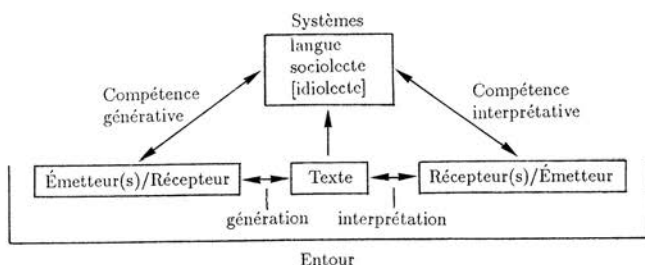 Systèmes
langue
sociolecte
[idiolecte]
Compétence
générative
Compétence
interprétative
Émetteur(s)/Récepteur
Texte
Récepteur(s)/Émetteur
génération
interprétation
Entour